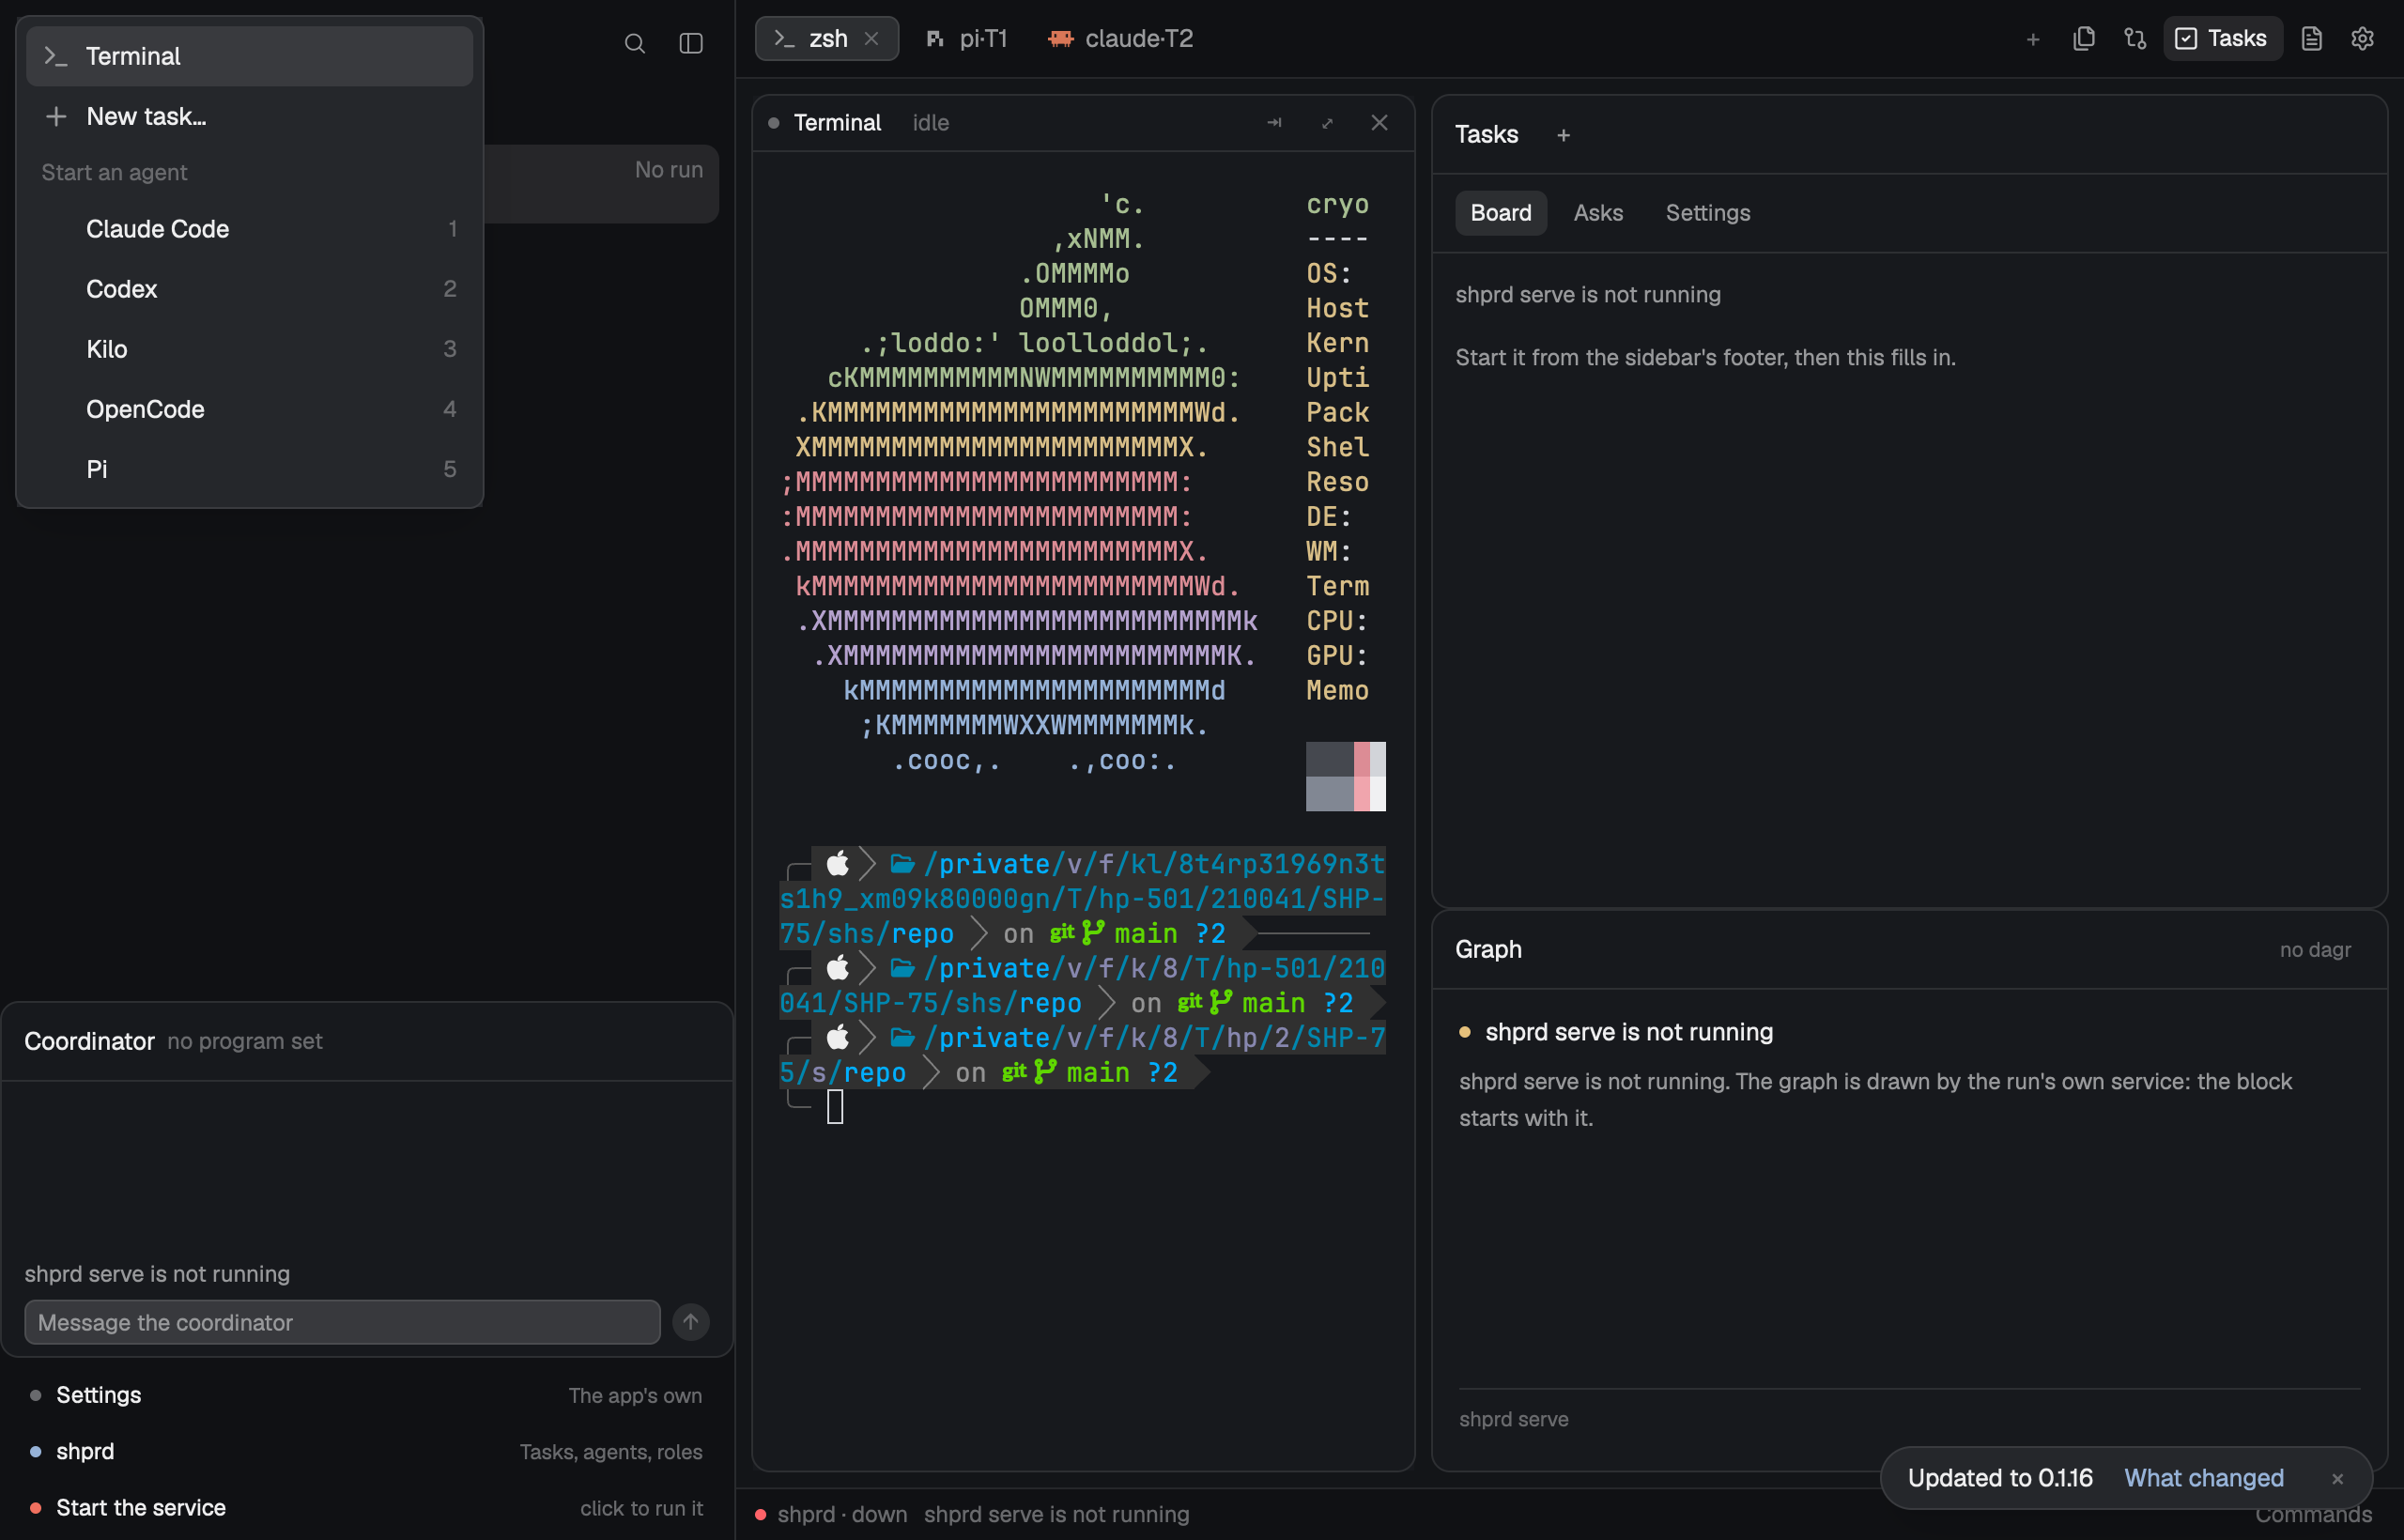 Terminal
New task...
Start an agent
Claude Code 1
Codex 2
Kilo 3
OpenCode 4
Pi 5
No run
Coordinator no program set
shprd serve is not running
Message the coordinator
Settings The app's own
shprd Tasks, agents, roles
Start the service click to run it
zsh
pi·T1
claude·T2
Tasks
Terminal idle
'c. cryo
,xNMM. ----
.OMMMMo OS:
OMMM0, Host
.;loddo:' loolloddol;. Kern
cKMMMMMMMMMMNWMMMMMMMMMM0: Upti
.KMMMMMMMMMMMMMMMMMMMMMMMWd. Pack
XMMMMMMMMMMMMMMMMMMMMMMMX. Shel
;MMMMMMMMMMMMMMMMMMMMMMMM: Reso
:MMMMMMMMMMMMMMMMMMMMMMMM: DE:
.MMMMMMMMMMMMMMMMMMMMMMMMX. WM:
kMMMMMMMMMMMMMMMMMMMMMMMMWd. Term
.XMMMMMMMMMMMMMMMMMMMMMMMMMMk CPU:
.XMMMMMMMMMMMMMMMMMMMMMMMMK. GPU:
kMMMMMMMMMMMMMMMMMMMMMMd Memo
;KMMMMMMMWXXWMMMMMMMk.
.cooc,. .,coo:.
/private/v/f/kl/8t4rp31969n3t
s1h9_xm09k80000gn/T/hp-501/210041/SHP-
75/shs/repo on git main ?2
/private/v/f/k/8/T/hp-501/210
041/SHP-75/shs/repo on git main ?2
/private/v/f/k/8/T/hp/2/SHP-7
5/s/repo on git main ?2
Tasks +
Board Asks Settings
shprd serve is not running
Start it from the sidebar's footer, then this fills in.
Graph no dagr
shprd serve is not running
shprd serve is not running. The graph is drawn by the run's own service: the block
starts with it.
shprd serve
Updated to 0.1.16 What changed
shprd · down shprd serve is not running
Commands